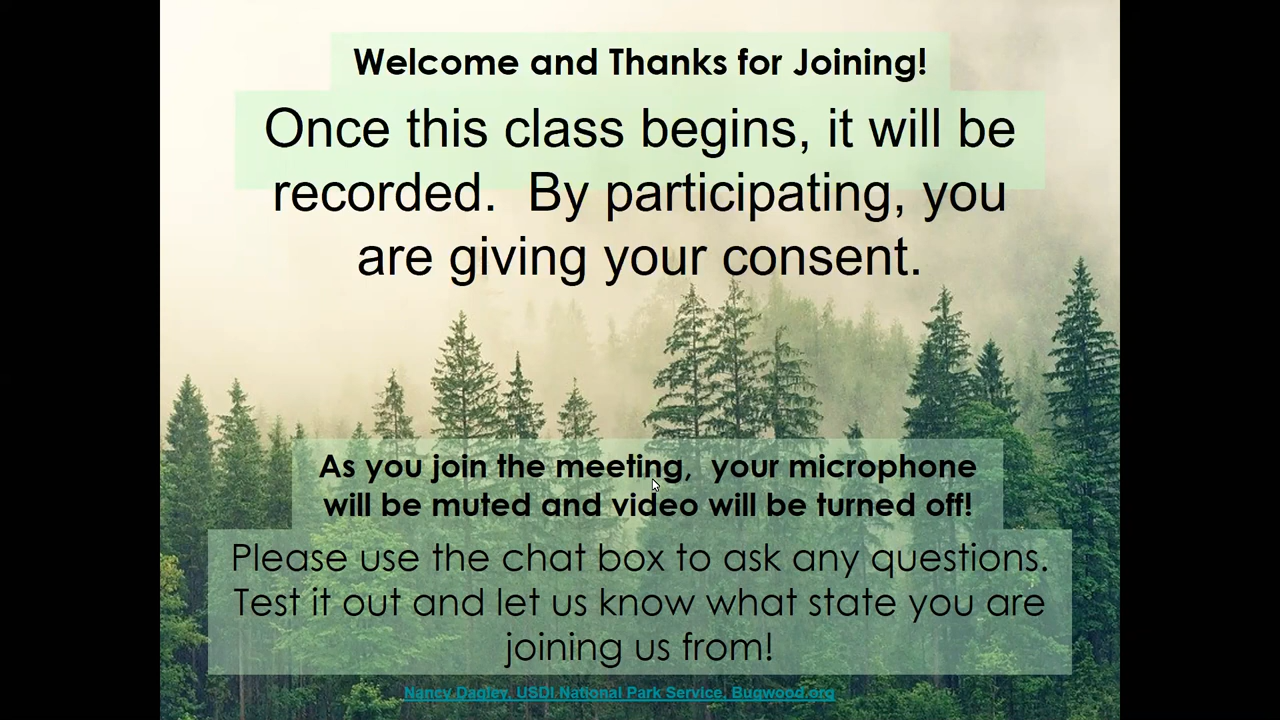 Welcome and Thanks for Joining!
Once this class begins, it will be
recorded.  By participating, you
are giving your consent.
As you join the meeting,  your microphone
will be muted and video will be turned off!
Please use the chat box to ask any questions.
Test it out and let us know what state you are
joining us from!
Nancy Dagley, USDI National Park Service, Bugwood.org